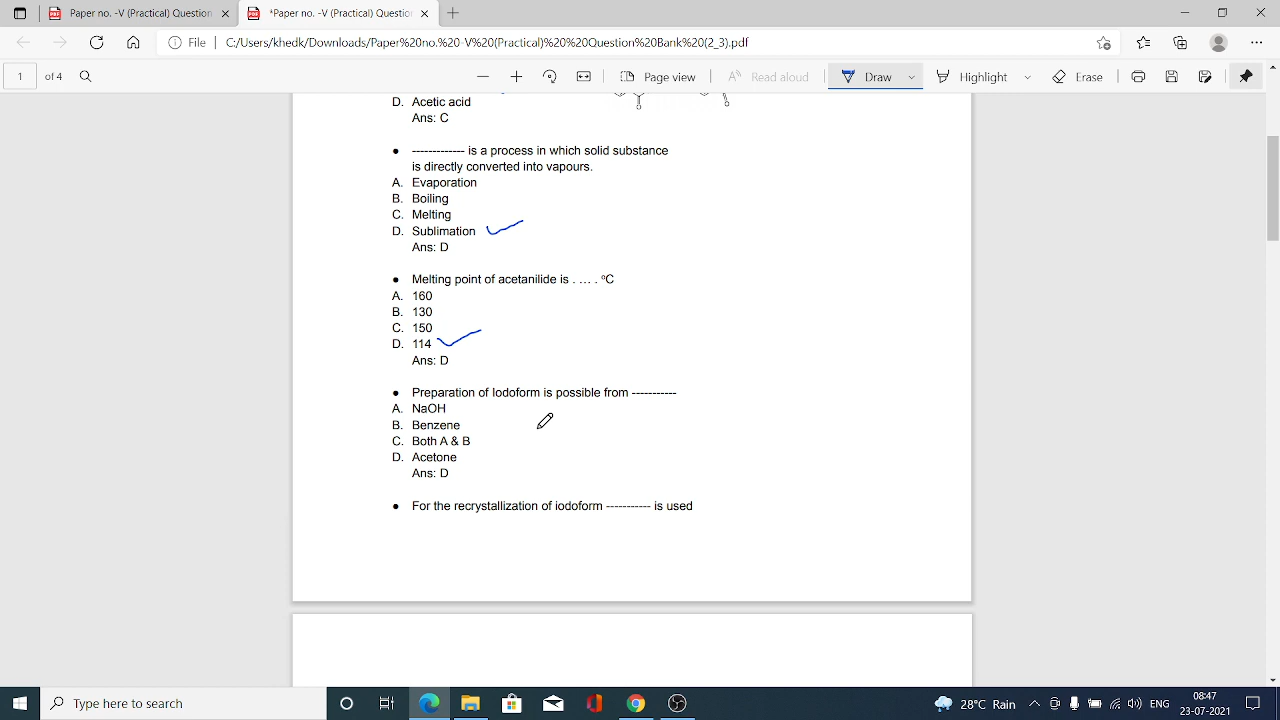 Paper no. -V (Practical) Question
*Paper no. -V (Practical) Question
File
C:/Users/khedk/Downloads/Paper%20no.%20-V%20(Practical)%20%20Question%20Bank%20(2_3).pdf
1 of 4
Page view
Read aloud
Draw
Highlight
Erase
D. Acetic acid
Ans: C
● ------------- is a process in which solid substance
is directly converted into vapours.
A. Evaporation
B. Boiling
C. Melting
D. Sublimation
Ans: D
● Melting point of acetanilide is . … . ºC
A. 160
B. 130
C. 150
D. 114
Ans: D
● Preparation of Iodoform is possible from -----------
A. NaOH
B. Benzene
C. Both A & B
D. Acetone
Ans: D
● For the recrystallization of iodoform ----------- is used
Type here to search
28°C Rain
ENG
08:47
23-07-2021